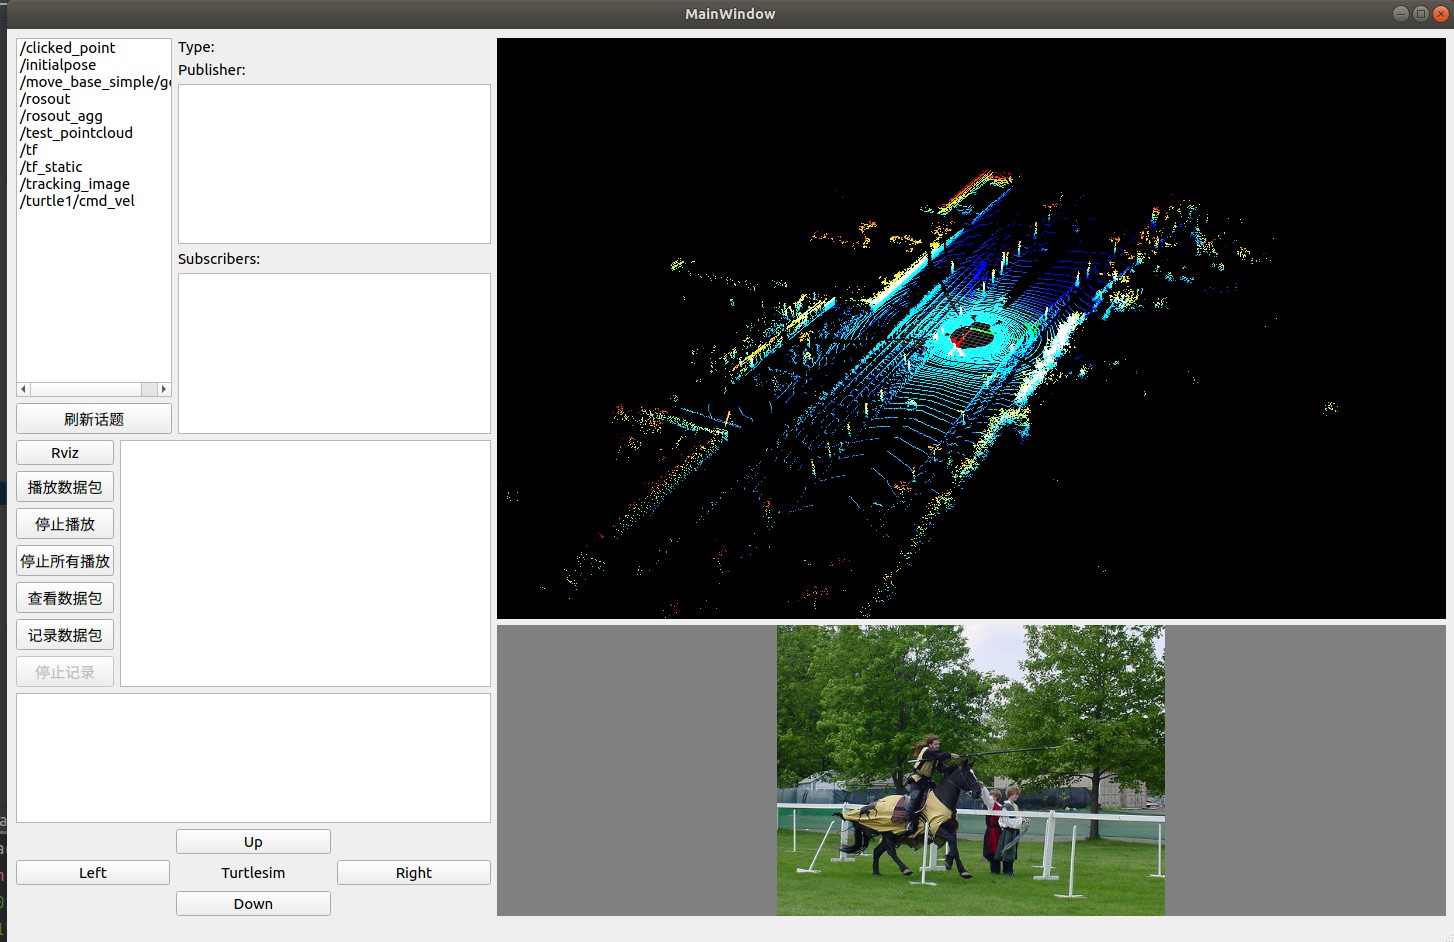 MainWindow
/clicked_point
/initialpose
/move_base_simple/g
/rosout
/rosout_agg
/test_pointcloud
/tf
/tf_static
/tracking_image
/turtle1/cmd_vel
Type:
Publisher:
Subscribers:
刷新话题
Rviz
播放数据包
停止播放
停止所有播放
查看数据包
记录数据包
停止记录
Up
Left
Turtlesim
Right
Down